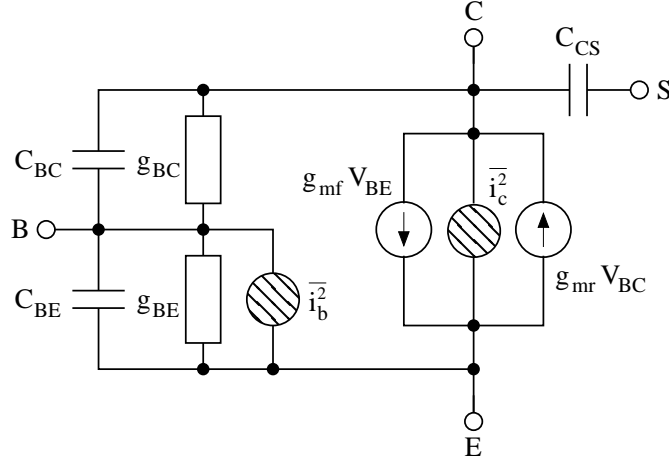 C
C_CS
S
C_BC
g_BC
g_mf V_BE
i_c^2
B
C_BE
g_BE
i_b^2
g_mr V_BC
E